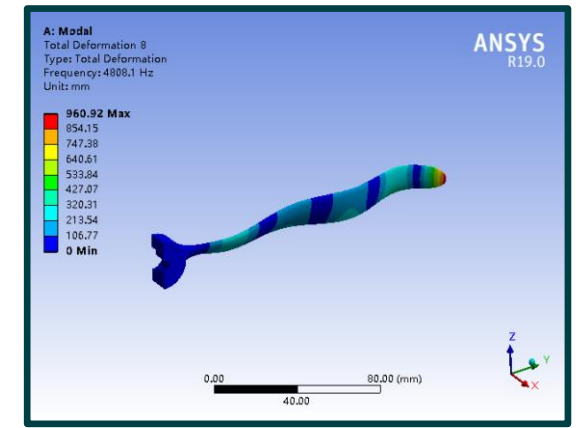 A: Modal
Total Deformation 8
Type: Total Deformation
Frequency: 4808.1 Hz
Unit: mm
ANSYS
R19.0
960.92 Max
854.15
747.38
640.61
533.84
427.07
320.31
213.54
106.77
0 Min
Z
Y
X
0.00
80.00 (mm)
40.00